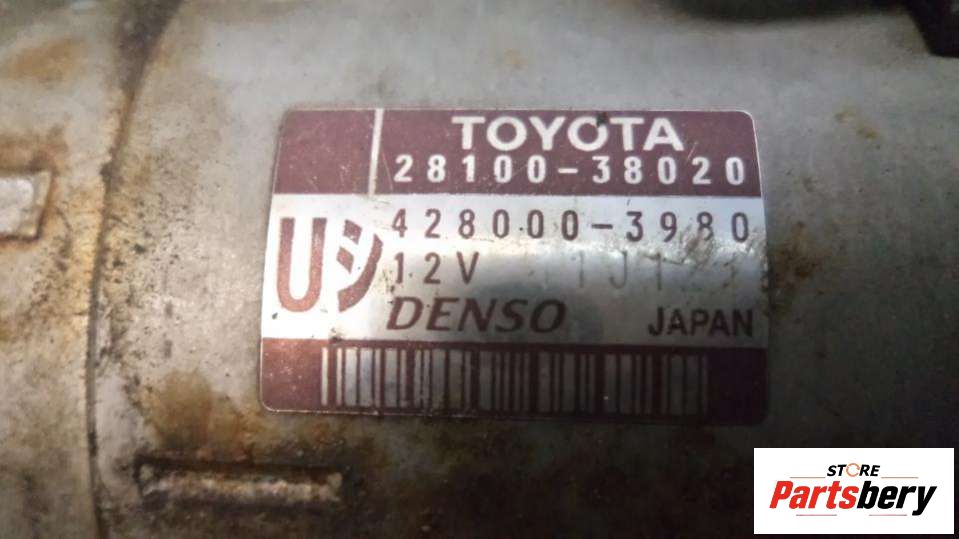 TOYOTA
28100-38020
428000-3980
12V
DENSO JAPAN
STORE
Partsbery